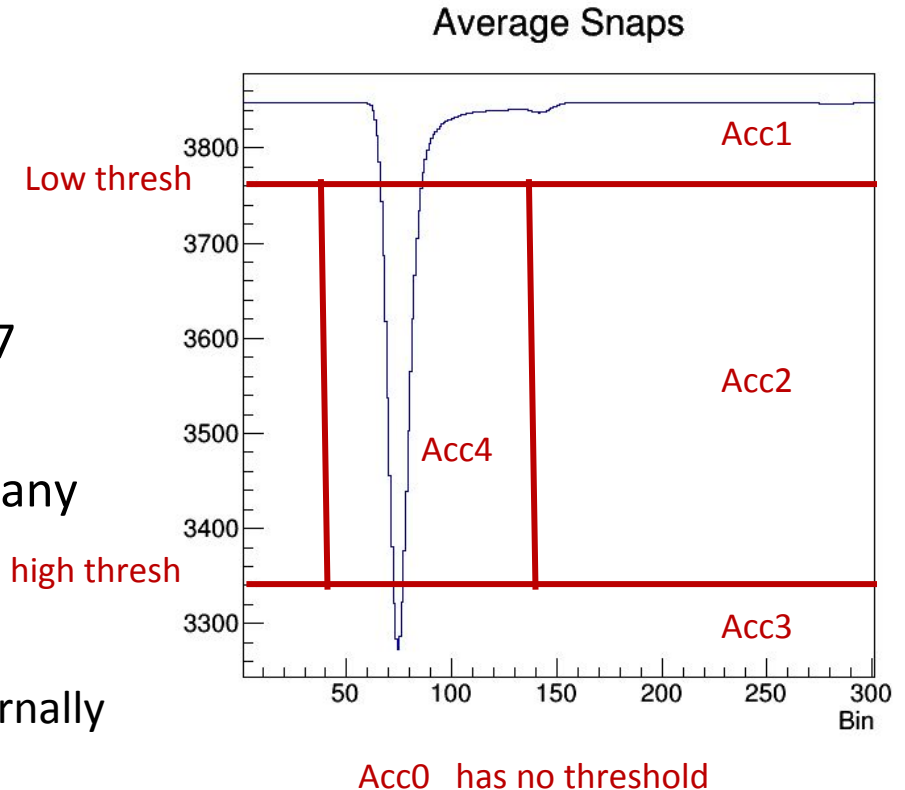 Average Snaps
3800
Acc1
Low thresh
3700
7
3600
Acc2
3500
Acc4
any
3400
high thresh
3300
Acc3
50 100 150 200 250 300
rnally
Bin
Acc0 has no threshold